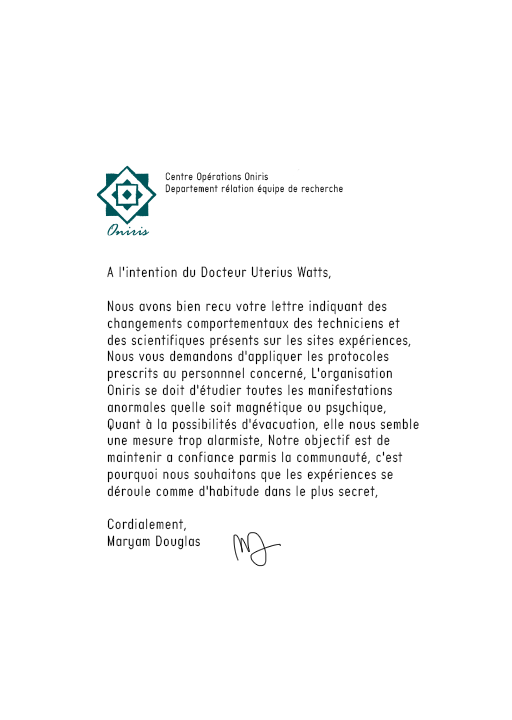 Centre Opérations Oniris
Departement rélation équipe de recherche
Oniris
A l'intention du Docteur Uterius Watts,
Nous avons bien recu votre lettre indiquant des
changements comportementaux des techniciens et
des scientifiques présents sur les sites expériences,
Nous vous demandons d'appliquer les protocoles
prescrits au personnnel concerné, L'organisation
Oniris se doit d'étudier toutes les manifestations
anormales quelle soit magnétique ou psychique,
Quant à la possibilités d'évacuation, elle nous semble
une mesure trop alarmiste, Notre objectif est de
maintenir a confiance parmis la communauté, c'est
pourquoi nous souhaitons que les expériences se
déroule comme d'habitude dans le plus secret,
Cordialement,
Maryam Douglas